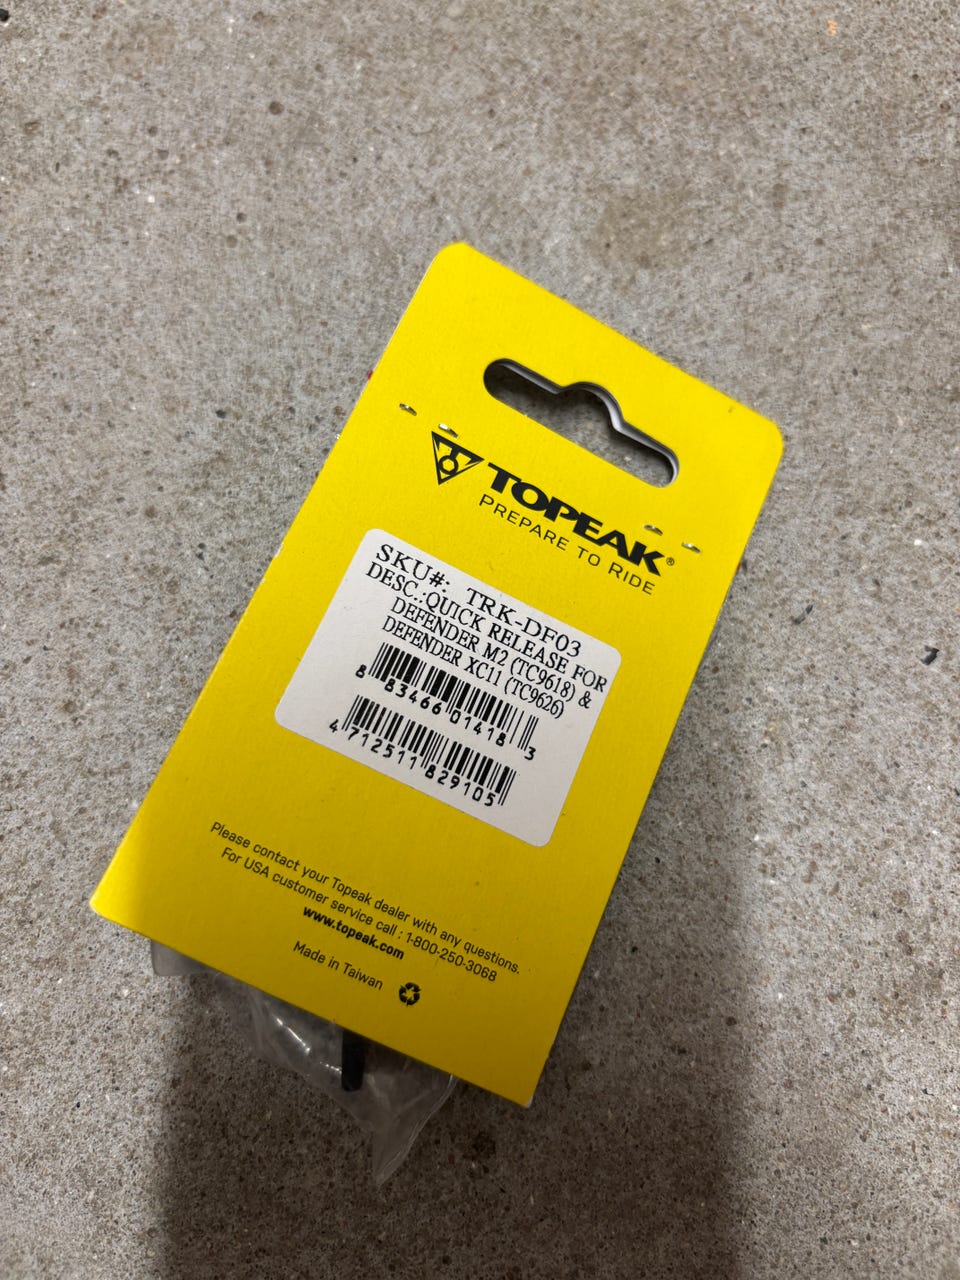 TOPEAK®
PREPARE TO RIDE
SKU#: TRK-DF03
DESC.:QUICK RELEASE FOR
DEFENDER M2 (TC9618) &
DEFENDER XC11 (TC9626)
8 83466 01418 3
4 712511 829105
Please contact your Topeak dealer with any questions.
For USA customer service call : 1-800-250-3068
www.topeak.com
Made in Taiwan